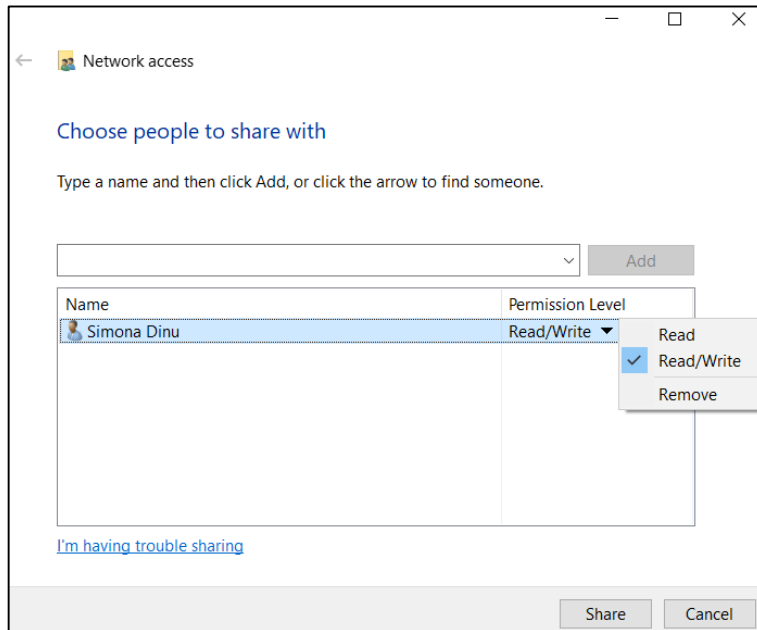 Network access
Choose people to share with
Type a name and then click Add, or click the arrow to find someone.
Add
Name Permission Level
Simona Dinu Read/Write
Read
Read/Write
Remove
I'm having trouble sharing
Share Cancel